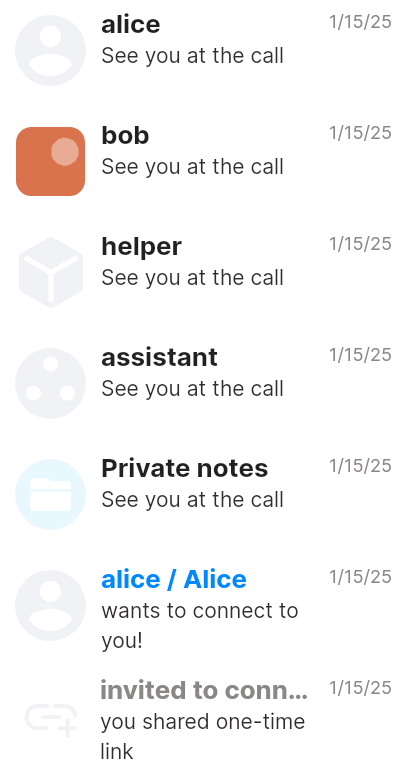 alice 1/15/25
See you at the call
bob 1/15/25
See you at the call
helper 1/15/25
See you at the call
assistant 1/15/25
See you at the call
Private notes 1/15/25
See you at the call
alice / Alice 1/15/25
wants to connect to
you!
invited to conn... 1/15/25
you shared one-time
link